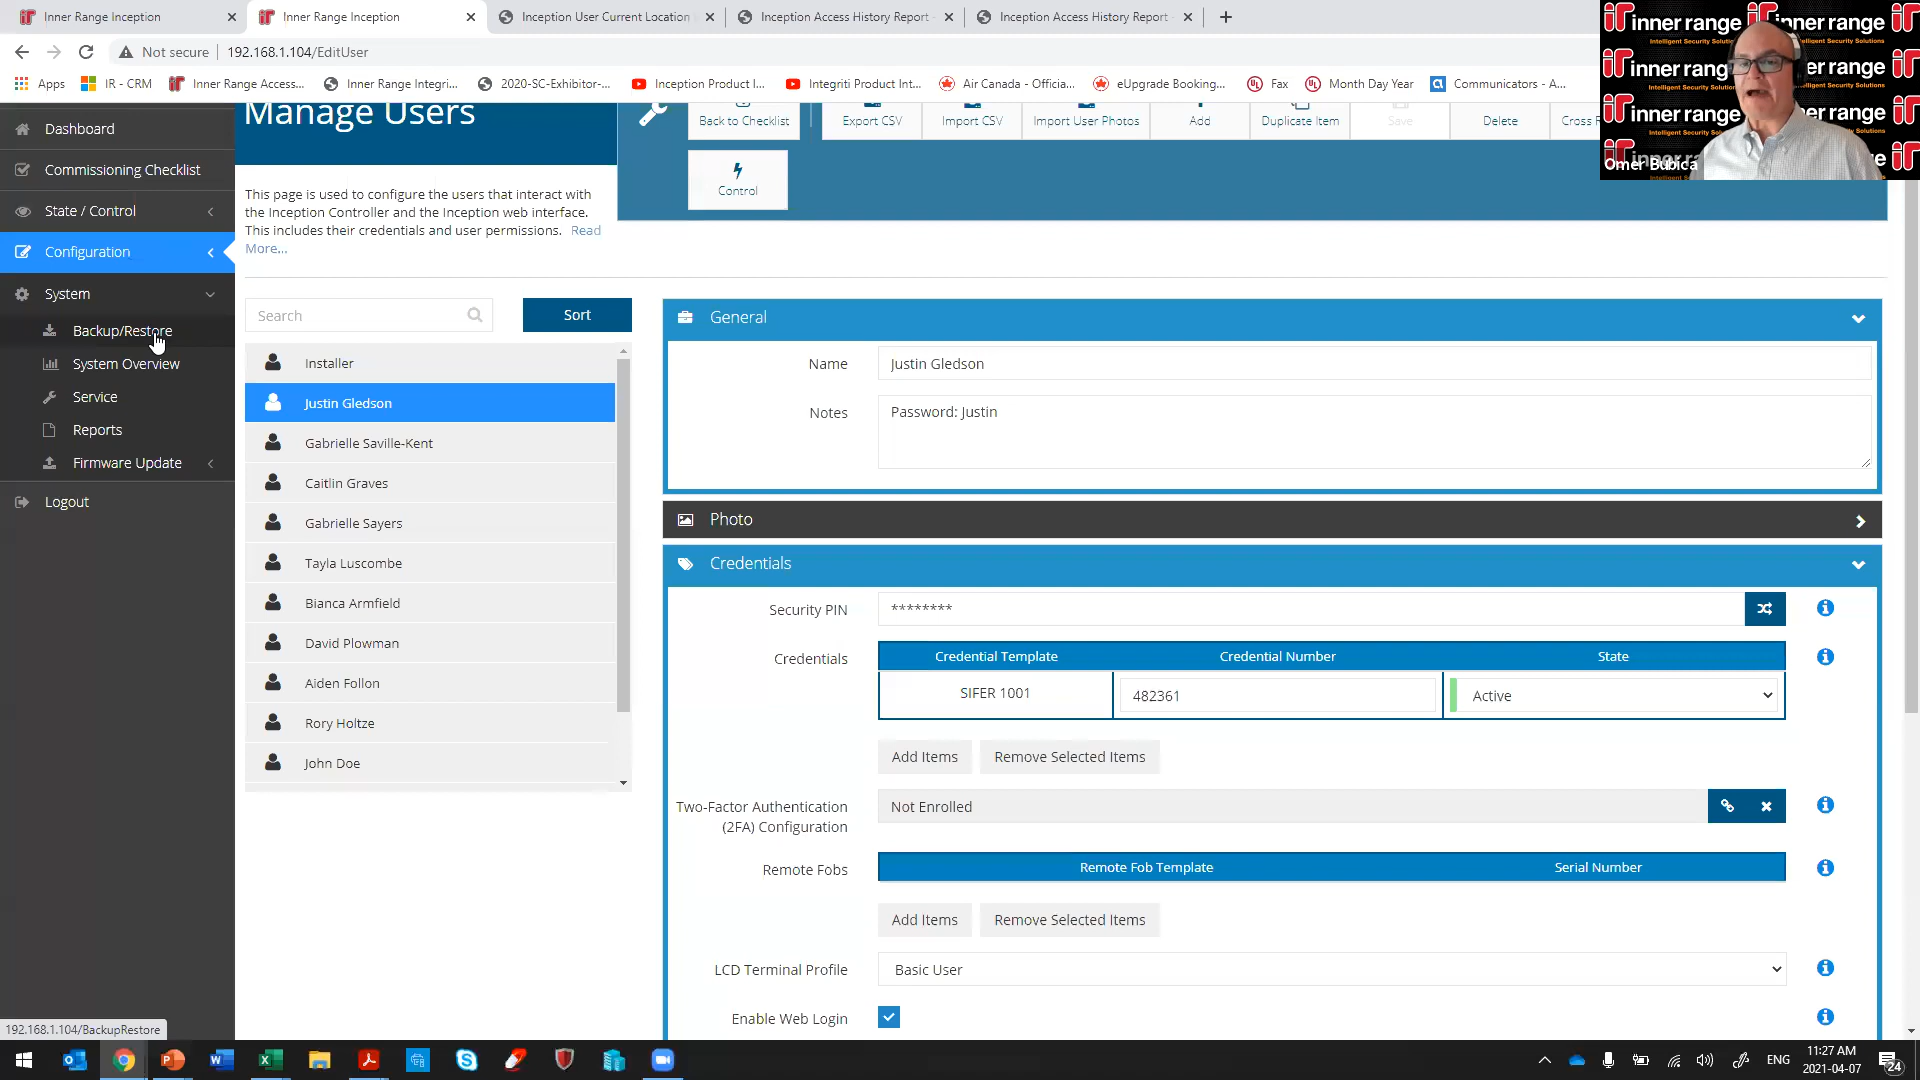 Inner Range Inception
Inner Range Inception
Inception User Current Location
Inception Access History Report
Inception Access History Report
Not secure
192.168.1.104/EditUser
Apps
IR - CRM
Inner Range Access...
Inner Range Integri...
2020-SC-Exhibitor-...
Inception Product I...
Integriti Product Int...
Air Canada - Officia...
eUpgrade Booking...
Fax
Month Day Year
Communicators - A...
inner range
Intelligent Security Solutions
Omer Bubica
Dashboard
Commissioning Checklist
State / Control
Configuration
System
Backup/Restore
System Overview
Service
Reports
Firmware Update
Logout
Manage Users
Back to Checklist
Export CSV
Import CSV
Import User Photos
Add
Duplicate Item
Save
Delete
Cross R
Control
This page is used to configure the users that interact with
the Inception Controller and the Inception web interface.
This includes their credentials and user permissions. Read
More...
Search
Sort
Installer
Justin Gledson
Gabrielle Saville-Kent
Caitlin Graves
Gabrielle Sayers
Tayla Luscombe
Bianca Armfield
David Plowman
Aiden Follon
Rory Holtze
John Doe
General
Name
Justin Gledson
Notes
Password: Justin
Photo
Credentials
Security PIN
********
Credentials
Credential Template
Credential Number
State
SIFER 1001
482361
Active
Add Items
Remove Selected Items
Two-Factor Authentication
(2FA) Configuration
Not Enrolled
Remote Fobs
Remote Fob Template
Serial Number
Add Items
Remove Selected Items
LCD Terminal Profile
Basic User
Enable Web Login
192.168.1.104/BackupRestore
ENG
11:27 AM
2021-04-07
24